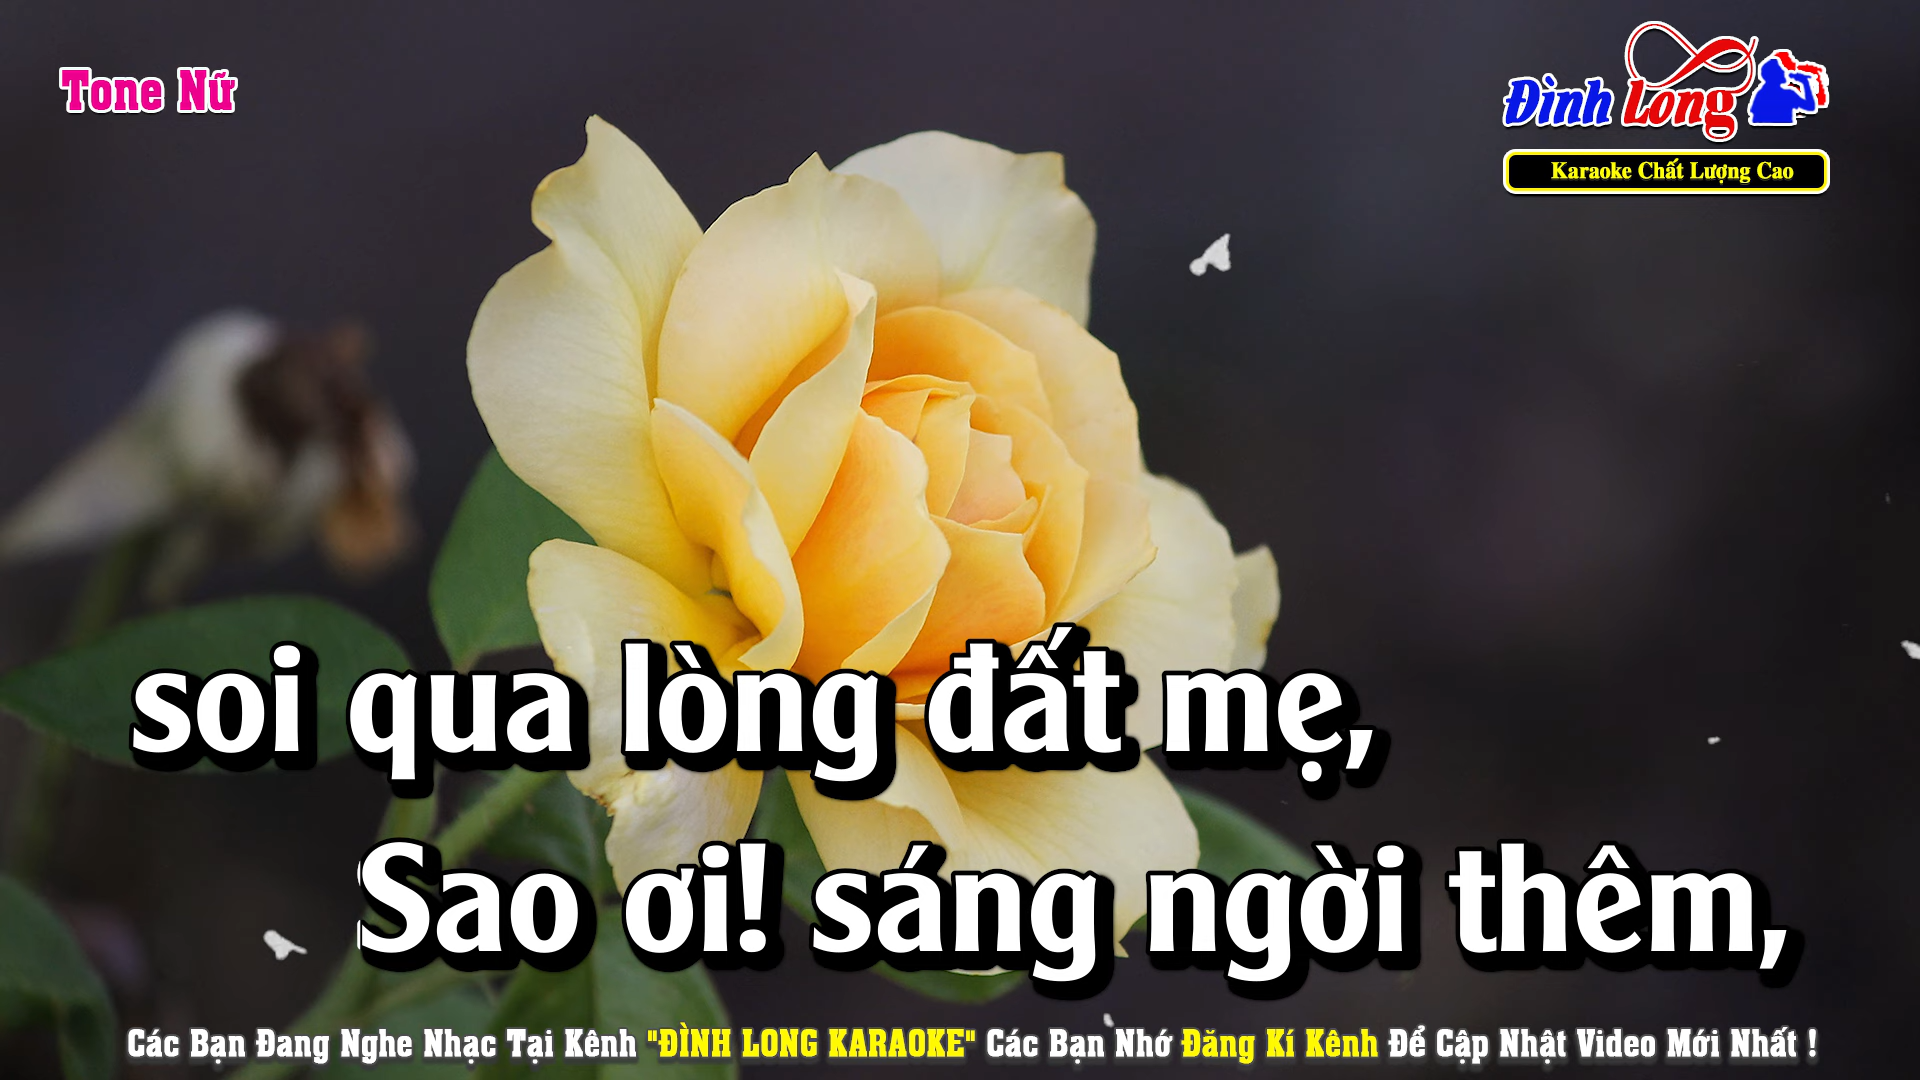 Tone Nữ
Đình Long
Karaoke Chất Lượng Cao
soi qua lòng đất mẹ,
Sao ơi! sáng ngời thêm,
Các Bạn Đang Nghe Nhạc Tại Kênh "ĐÌNH LONG KARAOKE" Các Bạn Nhớ Đăng Kí Kênh Để Cập Nhật Video Mới Nhất !